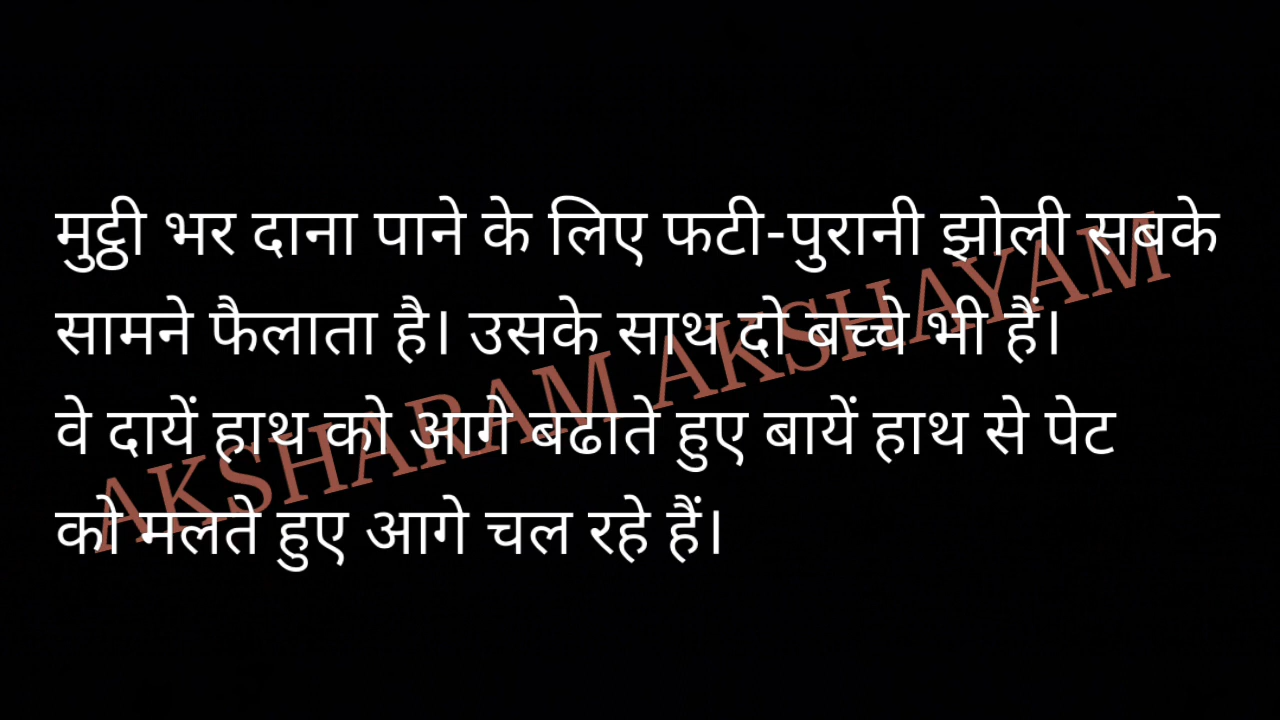 मुट्ठी भर दाना पाने के लिए फटी-पुरानी झोली सबके
सामने फैलाता है। उसके साथ दो बच्चे भी हैं।
वे दायें हाथ को आगे बढाते हुए बायें हाथ से पेट
को मलते हुए आगे चल रहे हैं।
AKSHARAM AKSHAYAM